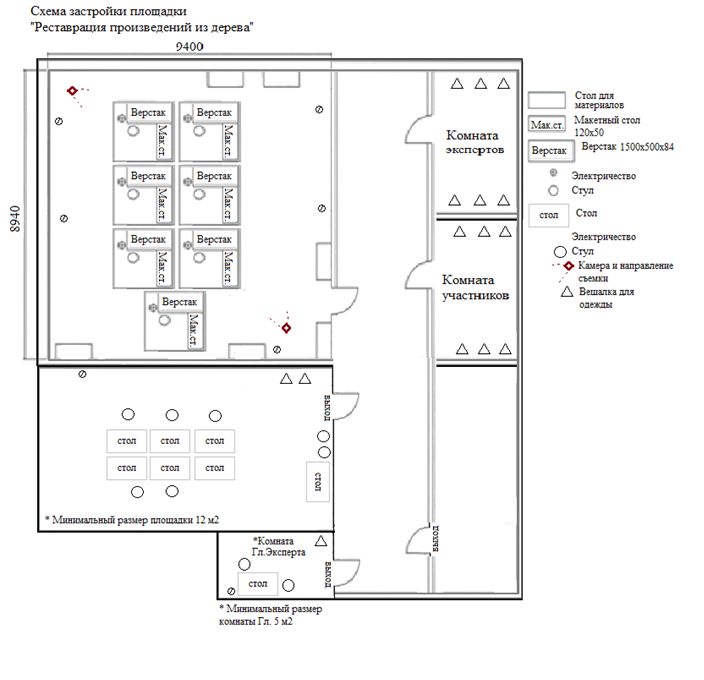 Схема застройки площадки
"Реставрация произведений из дерева"
9400
8940
Верстак
Мак.ст.
Верстак
Мак.ст.
Верстак
Мак.ст.
Верстак
Мак.ст.
Верстак
Мак.ст.
Верстак
Мак.ст.
Верстак
Мак.ст.
Комната
экспертов
Комната
участников
Стол для
материалов
Мак.ст.
Макетный стол
120х50
Верстак
Верстак 1500х500х84
Электричество
Стул
стол
Стол
Электричество
Стул
Камера и направление
съемки
Вешалка для
одежды
выход
стол
стол
стол
стол
стол
стол
стол
* Минимальный размер площадки 12 м2
выход
*Комната
Гл.Эксперта
стол
выход
* Минимальный размер
комнаты Гл. 5 м2